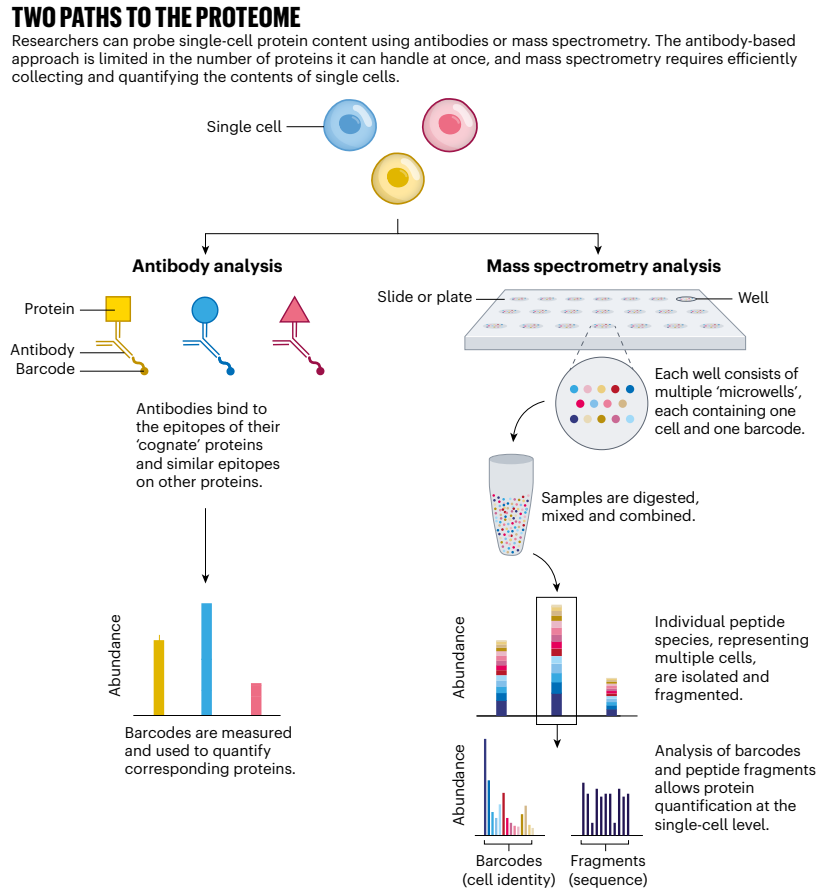 TWO PATHS TO THE PROTEOME
Researchers can probe single-cell protein content using antibodies or mass spectrometry. The antibody-based
approach is limited in the number of proteins it can handle at once, and mass spectrometry requires efficiently
collecting and quantifying the contents of single cells.
Single cell
Antibody analysis
Protein
Antibody
Barcode
Antibodies bind to
the epitopes of their
‘cognate’ proteins
and similar epitopes
on other proteins.
Abundance
Barcodes are measured
and used to quantify
corresponding proteins.
Mass spectrometry analysis
Slide or plate
Well
Each well consists of
multiple ‘microwells’,
each containing one
cell and one barcode.
Samples are digested,
mixed and combined.
Abundance
Individual peptide
species, representing
multiple cells,
are isolated and
fragmented.
Abundance
Analysis of barcodes
and peptide fragments
allows protein
quantification at the
single-cell level.
Barcodes
(cell identity)
Fragments
(sequence)